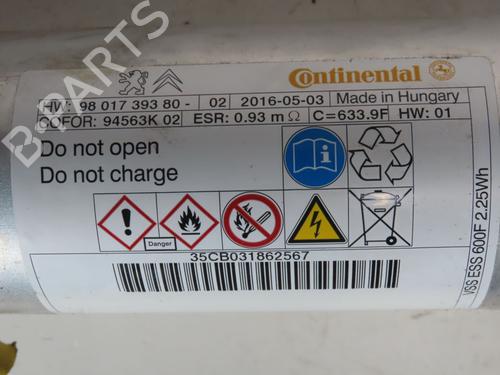 B-PARTS
Continental
HW: 98 017 393 80 - 02 2016-05-03 Made in Hungary
COFOR: 94563K 02 ESR: 0.93 m Ω C=633.9F HW: 01
Do not open
Do not charge
Danger
35CB031862567
VSS ESS 600F 2.25Wh